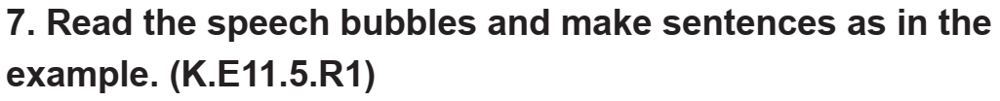 7. Read the speech bubbles and make sentences as in the
example. (K.E11.5.R1)